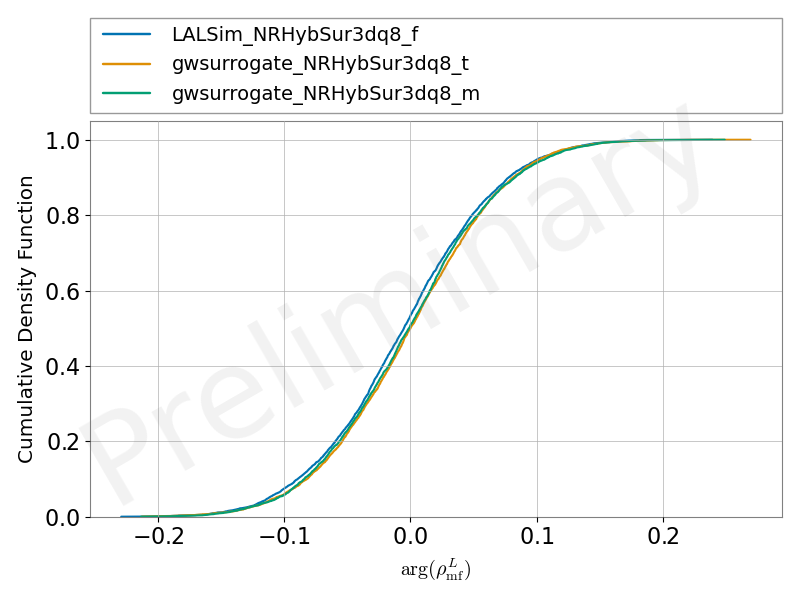 LALSim_NRHybSur3dq8_f
gwsurrogate_NRHybSur3dq8_t
gwsurrogate_NRHybSur3dq8_m
Preliminary
Cumulative Density Function
1.0
0.8
0.6
0.4
0.2
0.0
−0.2 −0.1 0.0 0.1 0.2
arg(ρ_mf^L)